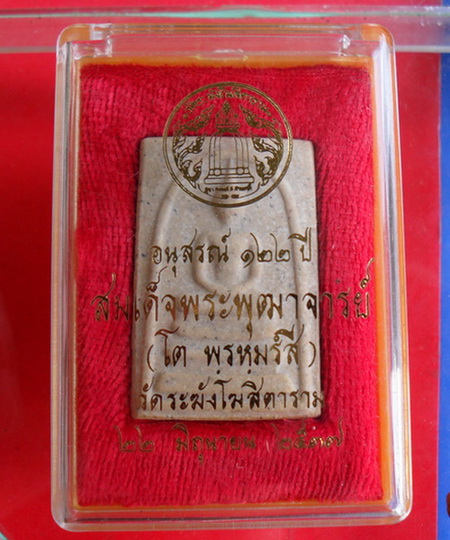 อนุสรณ์ ๑๒๒ ปี
สมเด็จพระพุฒาจารย์
(โต พรหมรังสี)
วัดระฆังโฆสิตาราม
๒๒ มิถุนายน ๒๕๓๗